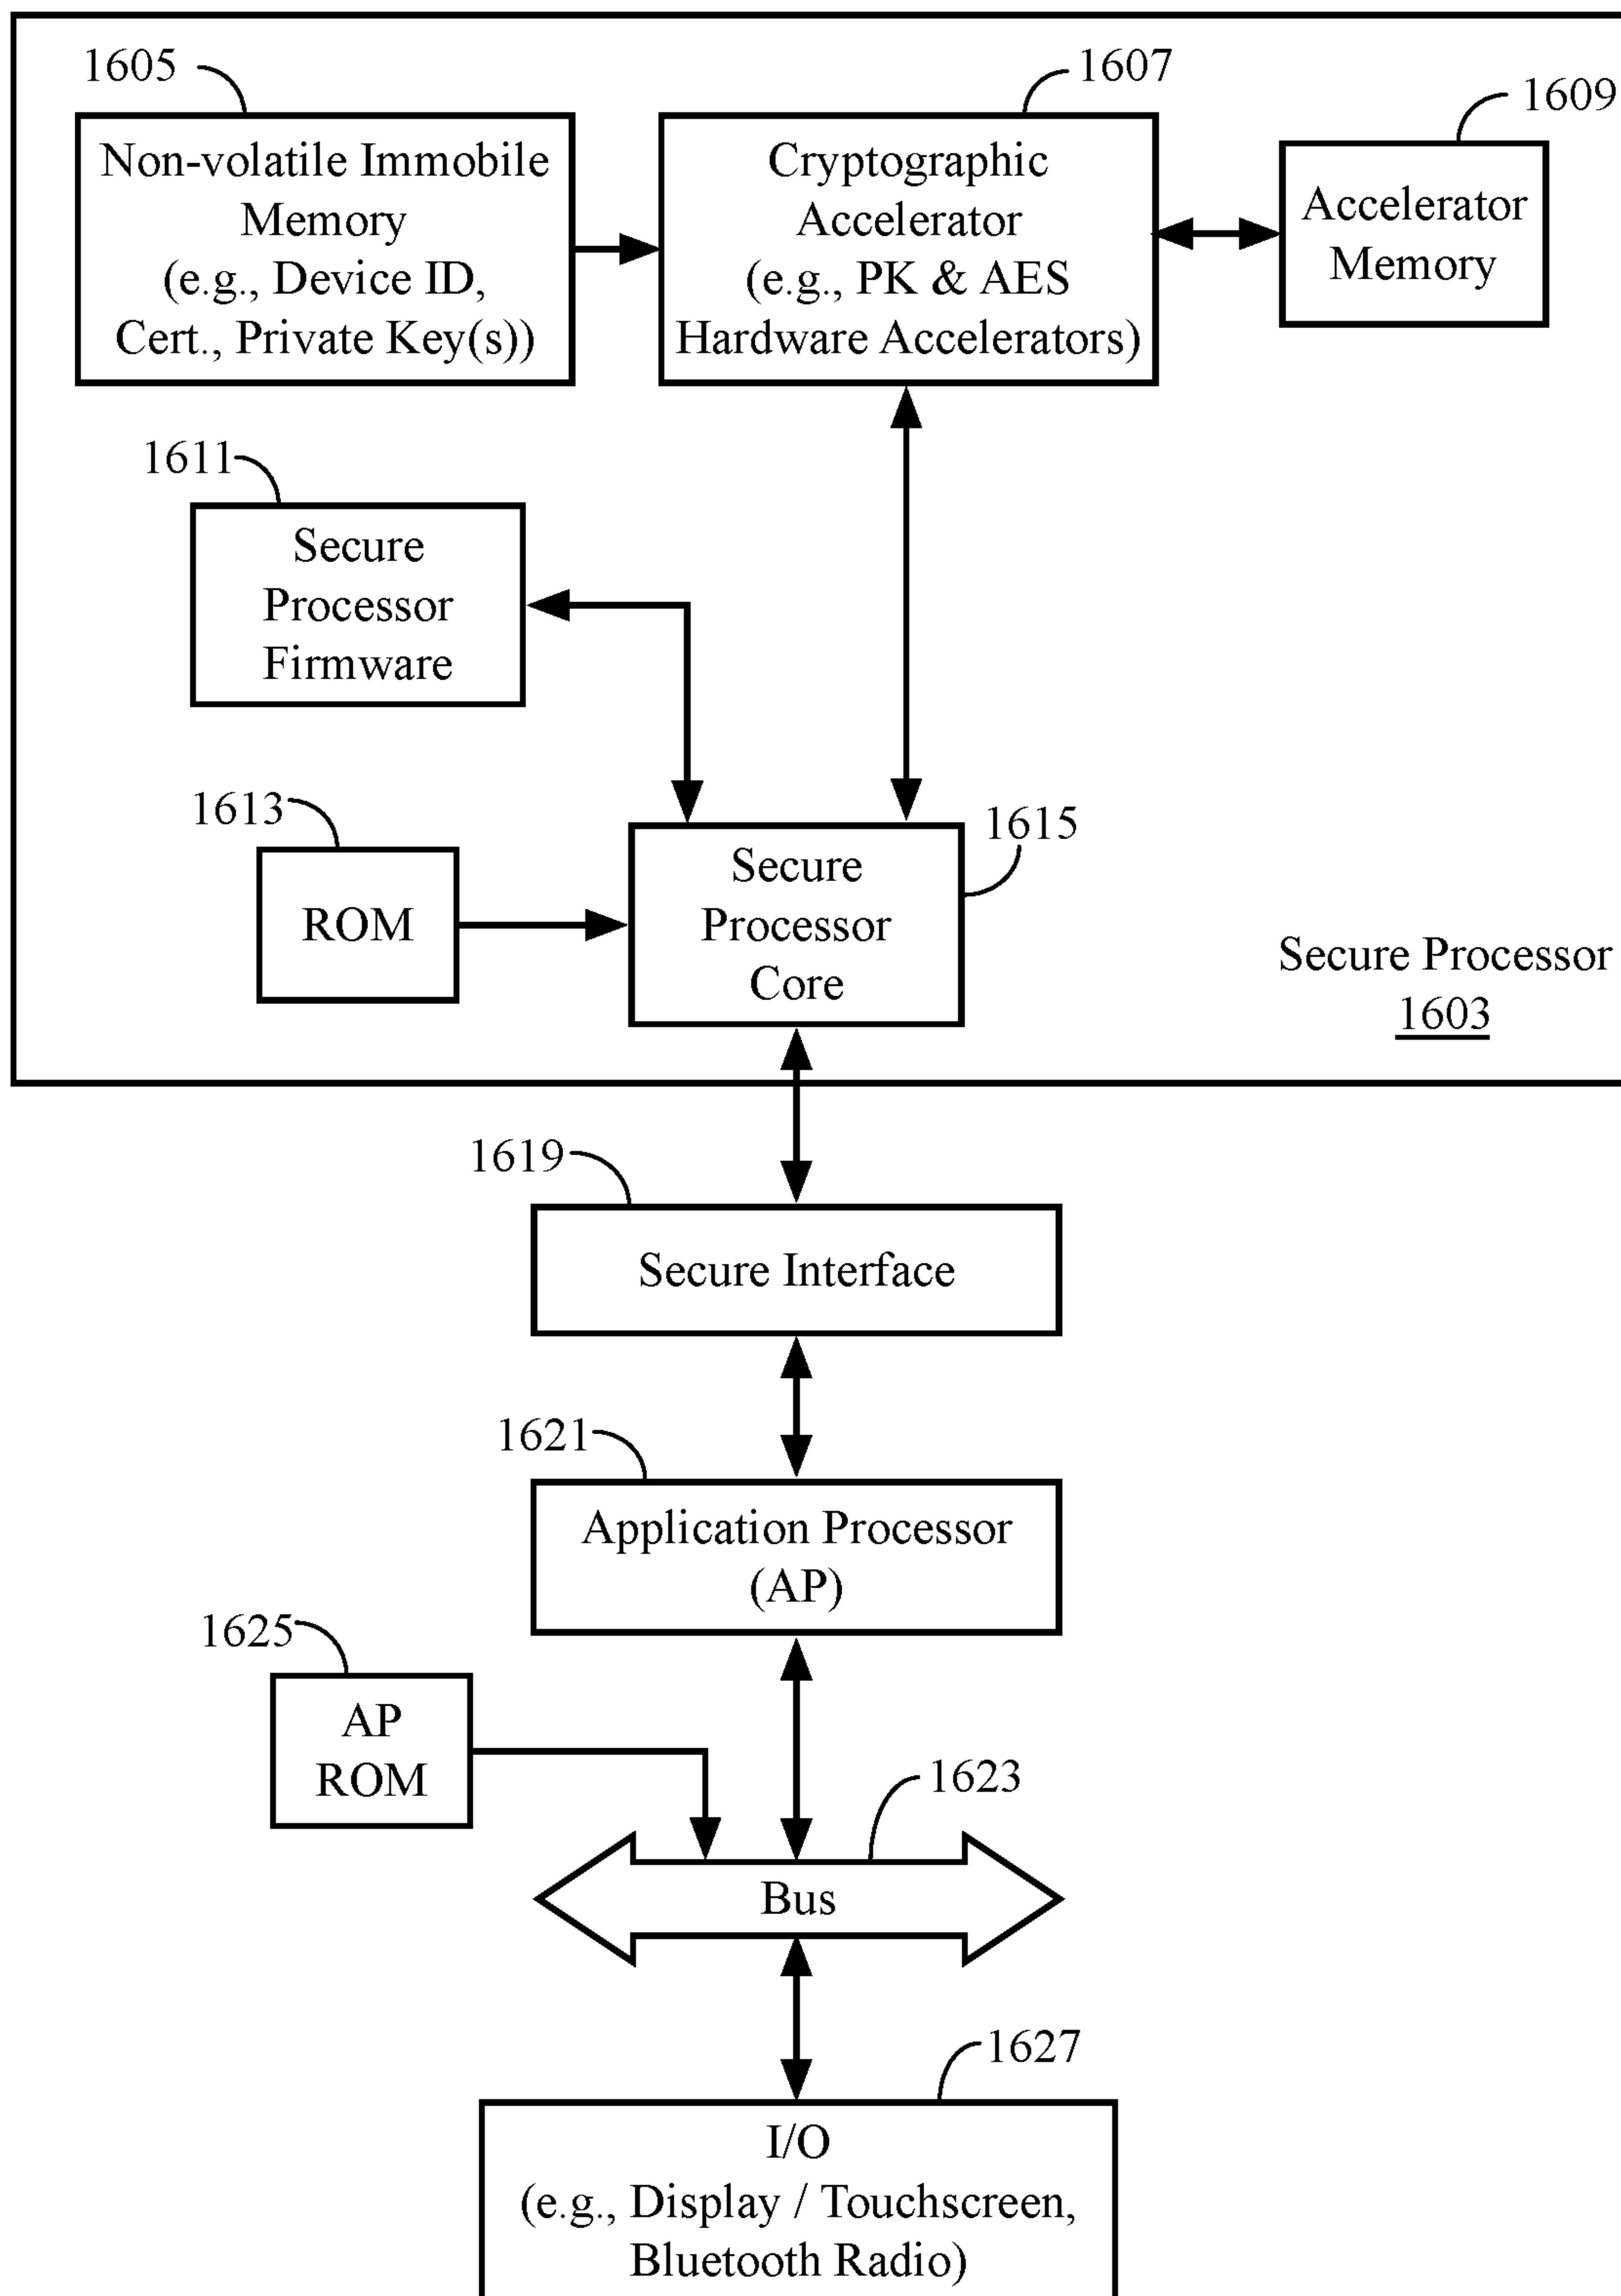 1605
1607
1609
Non-volatile Immobile
Memory
(e.g., Device ID,
Cert., Private Key(s))
Cryptographic
Accelerator
(e.g., PK & AES
Hardware Accelerators)
Accelerator
Memory
1611
Secure
Processor
Firmware
1613
ROM
1615
Secure
Processor
Core
Secure Processor
1603
1619
Secure Interface
1621
Application Processor
(AP)
1625
AP
ROM
1623
Bus
1627
I/O
(e.g., Display / Touchscreen,
Bluetooth Radio)